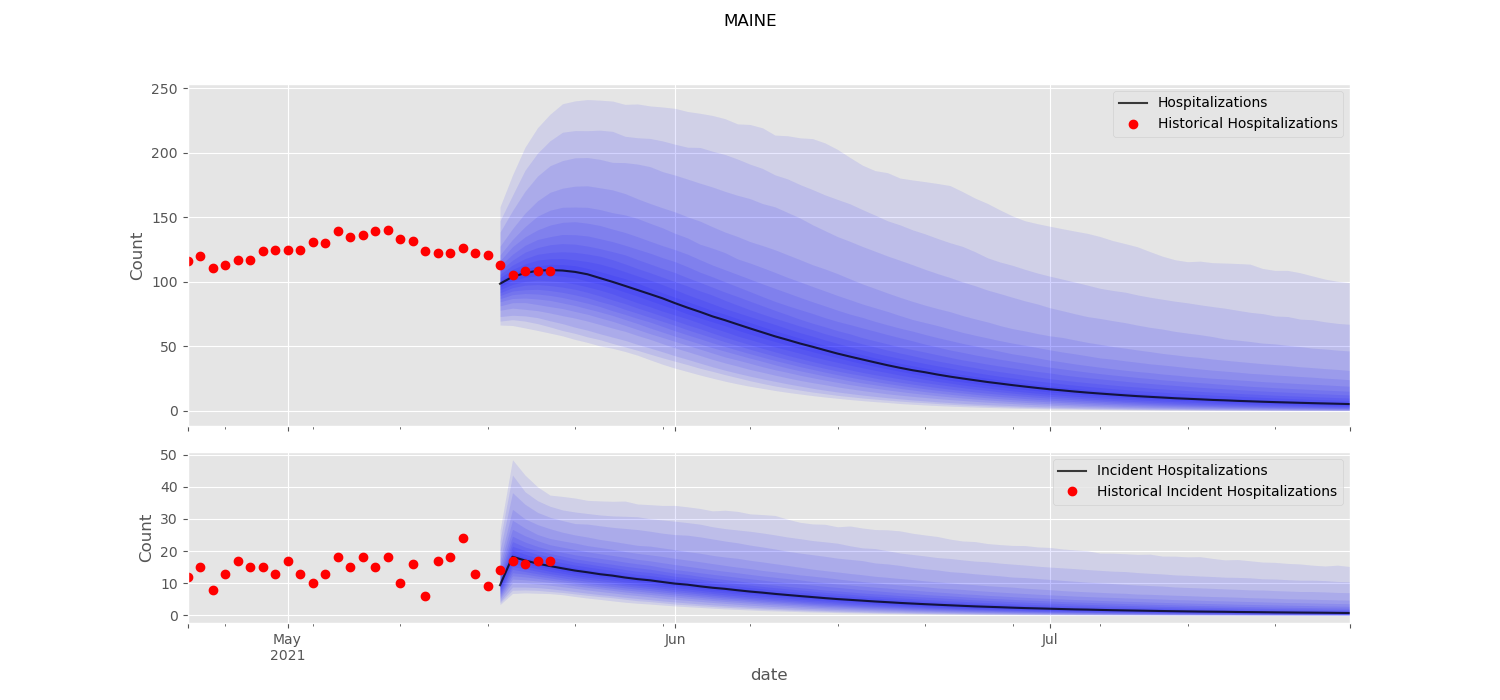 MAINE
250
200
150
100
50
0
Count
Hospitalizations
Historical Hospitalizations
50
40
30
20
10
0
Count
Incident Hospitalizations
Historical Incident Hospitalizations
May
2021
Jun
Jul
date